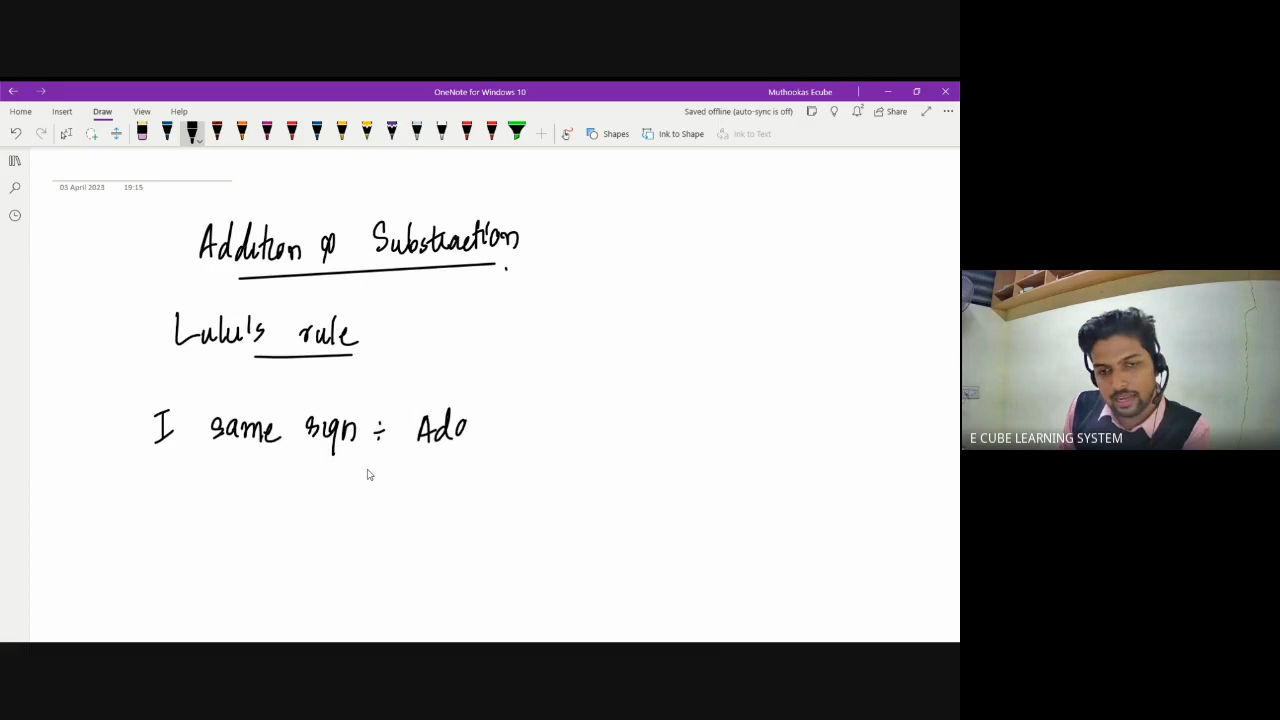 OneNote for Windows 10
Muthookas Ecube
Home Insert Draw View Help
Saved offline (auto-sync is off)
Share
Shapes
Ink to Shape
Ink to Text
03 April 2023 19:15
Addition & Substraction.
Lulu's rule
I same sign ÷ Ado
E CUBE LEARNING SYSTEM